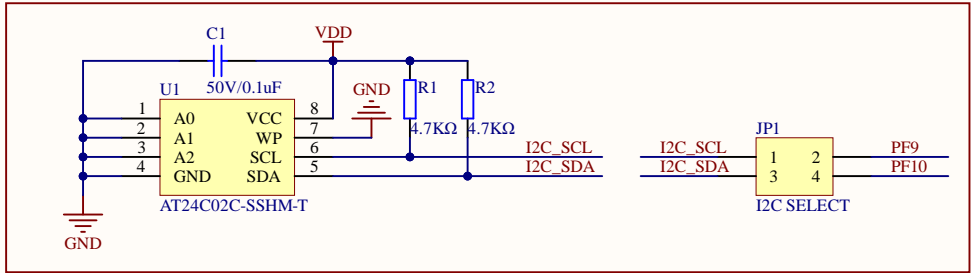 C1
VDD
50V/0.1uF
GND
R1
R2
4.7KΩ
4.7KΩ
U1
1 A0 VCC 8
2 A1 WP 7
3 A2 SCL 6
4 GND SDA 5
AT24C02C-SSHM-T
GND
I2C_SCL
I2C_SDA
JP1
I2C_SCL 1 2 PF9
I2C_SDA 3 4 PF10
I2C SELECT